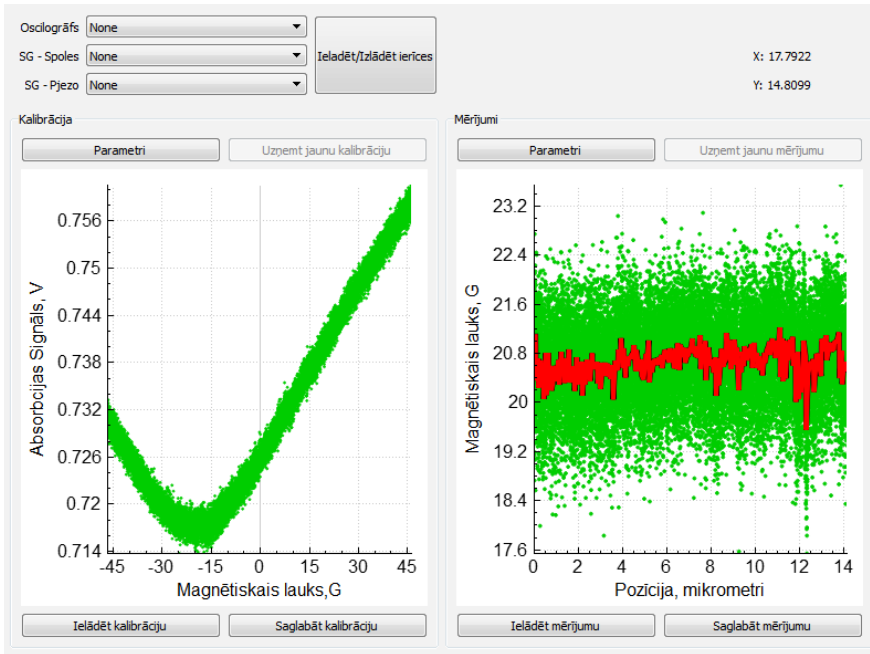 Oscilogrāfs None
SG - Spoles None
SG - Pjezo None
Ieladēt/Izlādēt ierīces
X: 17.7922
Y: 14.8099
Kalibrācija
Parametri Uzņemt jaunu kalibrāciju
0.756
0.75
0.744
0.738
0.732
0.726
0.72
0.714
Absorbcijas Signāls, V
-45 -30 -15 0 15 30 45
Magnētiskais lauks,G
Ielādēt kalibrāciju Saglabāt kalibrāciju
Mērījumi
Parametri Uzņemt jaunu mērījumu
23.2
22.4
21.6
20.8
20
19.2
18.4
17.6
Magnētiskais lauks, G
0 2 4 6 8 10 12 14
Pozīcija, mikrometri
Ielādēt mērījumu Saglabāt mērījumu